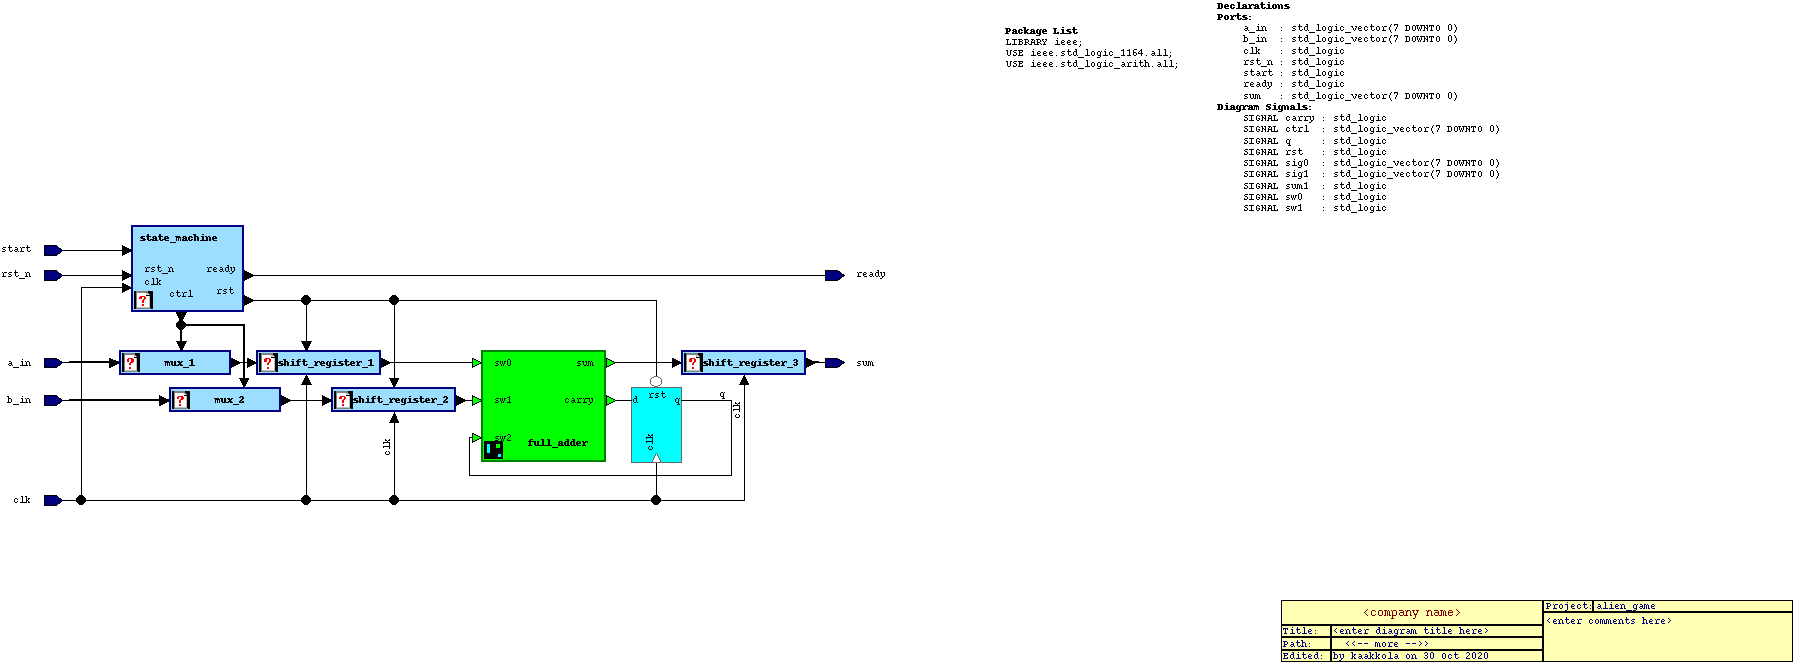 Declarations
Ports:
a_in : std_logic_vector(7 DOWNTO 0)
b_in : std_logic_vector(7 DOWNTO 0)
clk : std_logic
rst_n : std_logic
start : std_logic
ready : std_logic
sum : std_logic_vector(7 DOWNTO 0)
Diagram Signals:
SIGNAL carry : std_logic
SIGNAL ctrl : std_logic_vector(7 DOWNTO 0)
SIGNAL q : std_logic
SIGNAL rst : std_logic
SIGNAL sig0 : std_logic_vector(7 DOWNTO 0)
SIGNAL sig1 : std_logic_vector(7 DOWNTO 0)
SIGNAL sum1 : std_logic
SIGNAL sw0 : std_logic
SIGNAL sw1 : std_logic
Package List
LIBRARY ieee;
USE ieee.std_logic_1164.all;
USE ieee.std_logic_arith.all;
start
state_machine
rst_n
rst_n
ready
ready
clk
ctrl
rst
?
a_in
?
mux_1
?
shift_register_1
sw0
sum
?
shift_register_3
sum
b_in
?
mux_2
?
shift_register_2
sw1
carry
d
rst
q
q
clk
clk
sw2
full_adder
clk
clk
<company name>
Project:
alien_game
<enter comments here>
Title:
<enter diagram title here>
Path:
<<-- more -->>
Edited:
by kaakkola on 30 oct 2020